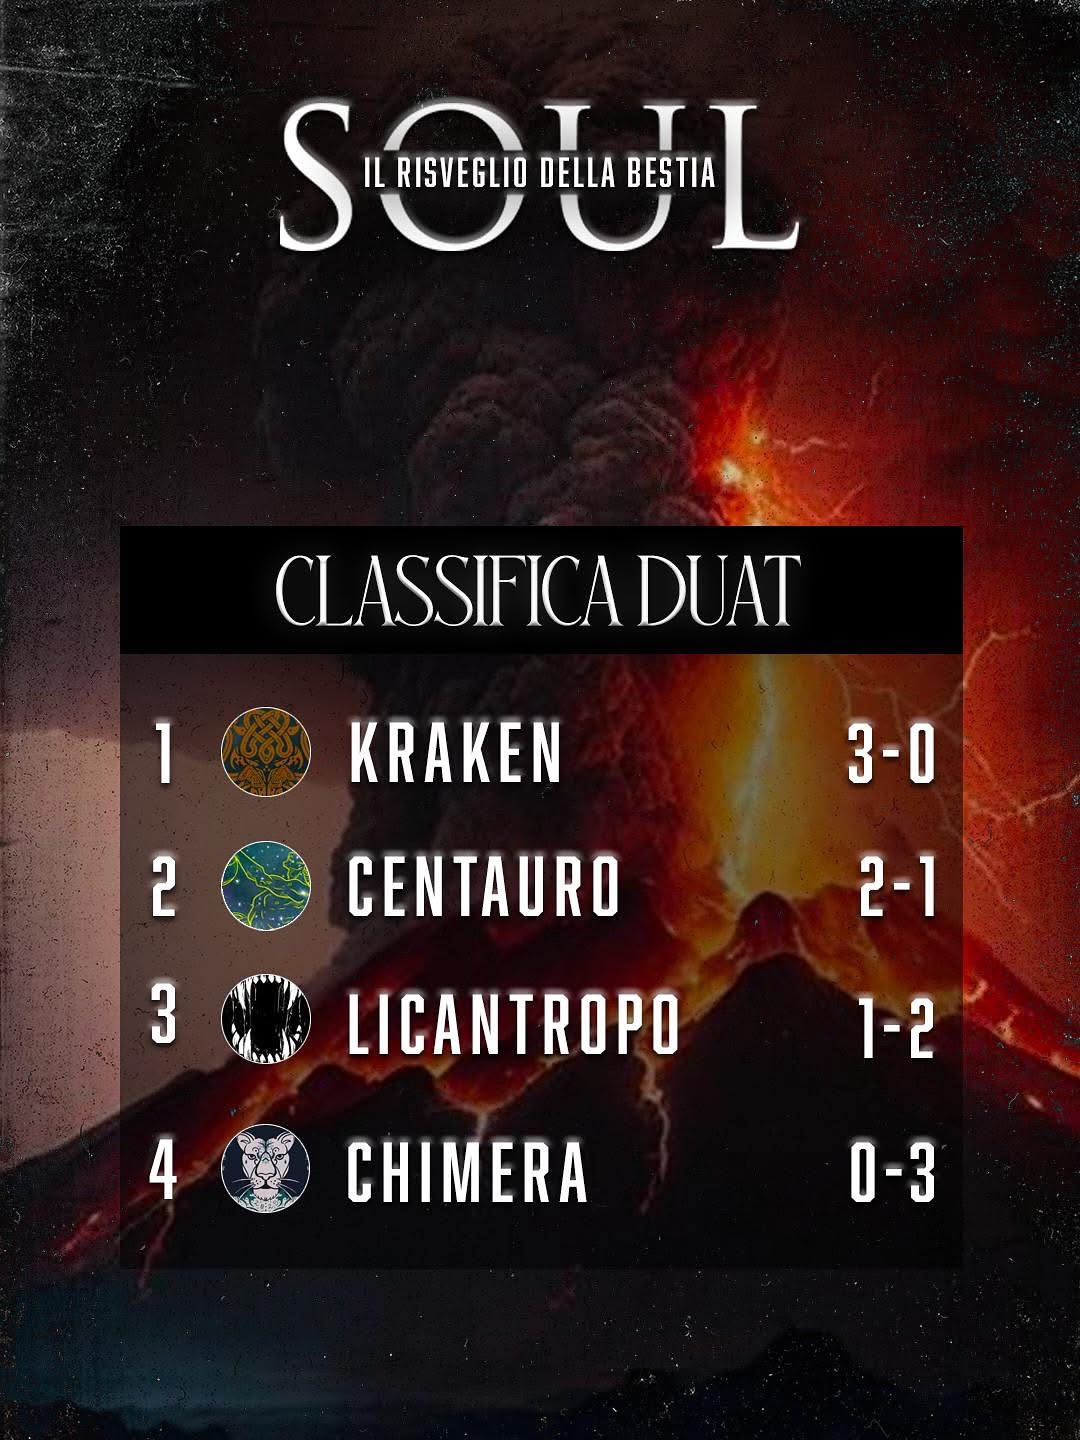 SOUL
IL RISVEGLIO DELLA BESTIA
CLASSIFICA DUAT
1 KRAKEN 3-0
2 CENTAURO 2-1
3 LICANTROPO 1-2
4 CHIMERA 0-3